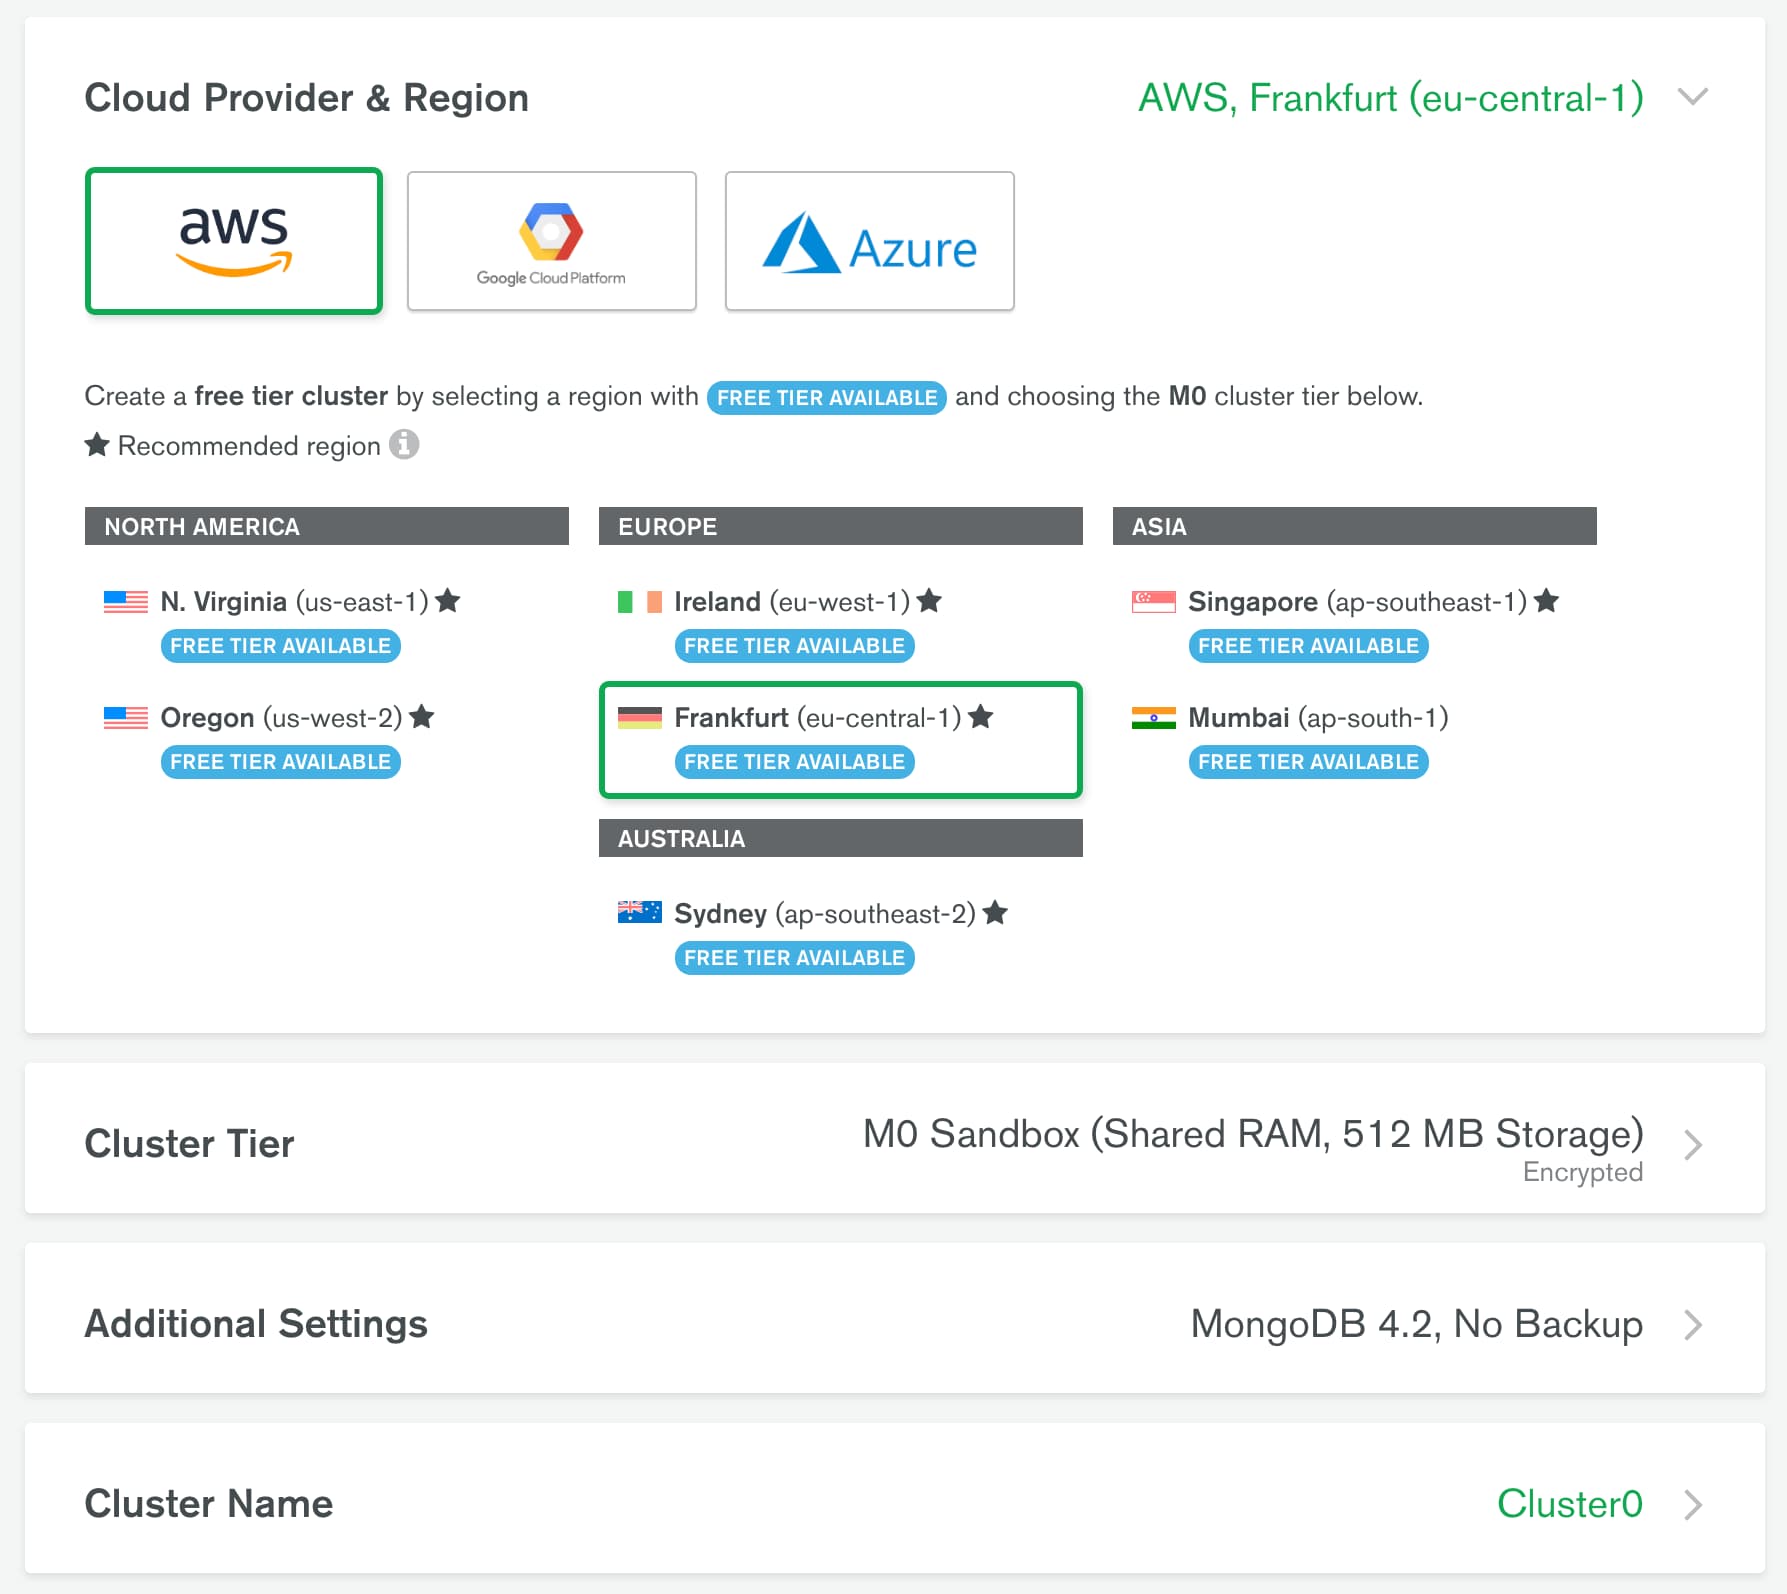 Cloud Provider & Region
AWS, Frankfurt (eu-central-1)
aws
Google Cloud Platform
Azure
Create a free tier cluster by selecting a region with FREE TIER AVAILABLE and choosing the M0 cluster tier below.
Recommended region
NORTH AMERICA
N. Virginia (us-east-1)
FREE TIER AVAILABLE
Oregon (us-west-2)
FREE TIER AVAILABLE
EUROPE
Ireland (eu-west-1)
FREE TIER AVAILABLE
Frankfurt (eu-central-1)
FREE TIER AVAILABLE
AUSTRALIA
Sydney (ap-southeast-2)
FREE TIER AVAILABLE
ASIA
Singapore (ap-southeast-1)
FREE TIER AVAILABLE
Mumbai (ap-south-1)
FREE TIER AVAILABLE
Cluster Tier
M0 Sandbox (Shared RAM, 512 MB Storage)
Encrypted
Additional Settings
MongoDB 4.2, No Backup
Cluster Name
Cluster0